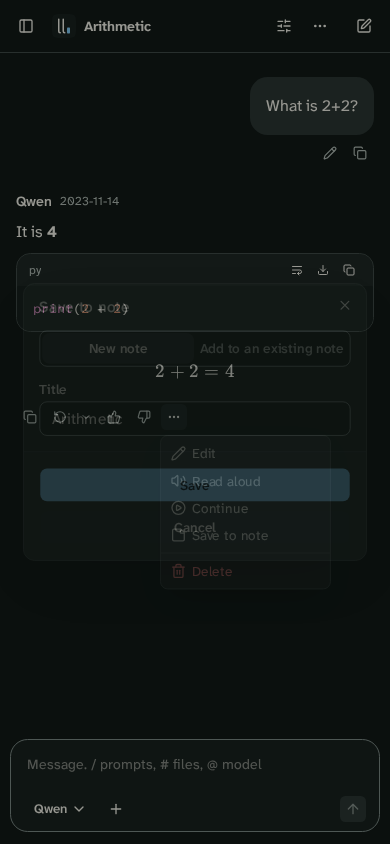 Arithmetic
What is 2+2?
Qwen 2023-11-14
It is 4
py
Save to note
print(2 + 2)
New note
Add to an existing note
2 + 2 = 4
Title
Arithmetic
Edit
Read aloud
Save
Continue
Cancel
Save to note
Delete
Message. / prompts, # files, @ model
Qwen